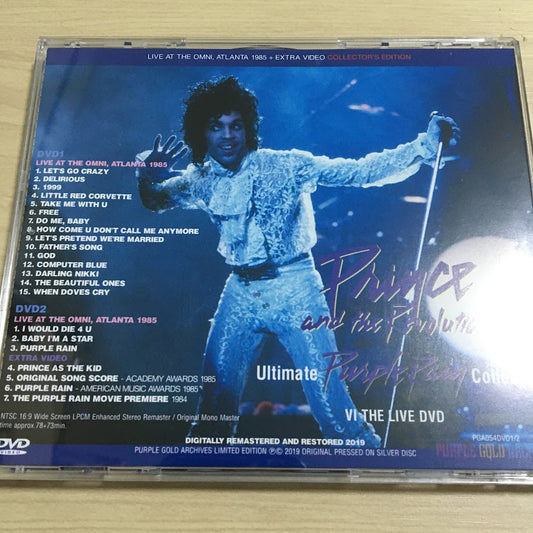 LIVE AT THE OMNI, ATLANTA 1985 + EXTRA VIDEO COLLECTOR'S EDITION
DVD1
LIVE AT THE OMNI, ATLANTA 1985
1. LET'S GO CRAZY
2. DELIRIOUS
3. 1999
4. LITTLE RED CORVETTE
5. TAKE ME WITH U
6. FREE
7. DO ME, BABY
8. HOW COME U DON'T CALL ME ANYMORE
9. LET'S PRETEND WE'RE MARRIED
10. FATHER'S SONG
11. GOD
12. COMPUTER BLUE
13. DARLING NIKKI
14. THE BEAUTIFUL ONES
15. WHEN DOVES CRY
DVD2
LIVE AT THE OMNI, ATLANTA 1985
1. I WOULD DIE 4 U
2. BABY I'M A STAR
3. PURPLE RAIN
EXTRA VIDEO
4. PRINCE AS THE KID
5. ORIGINAL SONG SCORE - ACADEMY AWARDS 1985
6. PURPLE RAIN - AMERICAN MUSIC AWARDS 1985
7. THE PURPLE RAIN MOVIE PREMIERE 1984
Prince
and the Revolution
Ultimate Purple Rain
VI THE LIVE DVD
NTSC 16:9 Wide Screen LPCM Enhanced Stereo Remaster / Original Mono Master
time approx.78+73min.
DVD
VIDEO
DIGITALLY REMASTERED AND RESTORED 2019
PURPLE GOLD ARCHIVES LIMITED EDITION ℗© 2019 ORIGINAL PRESSED ON SILVER DISC
PGA054DVD1/2
PURPLE GOLD